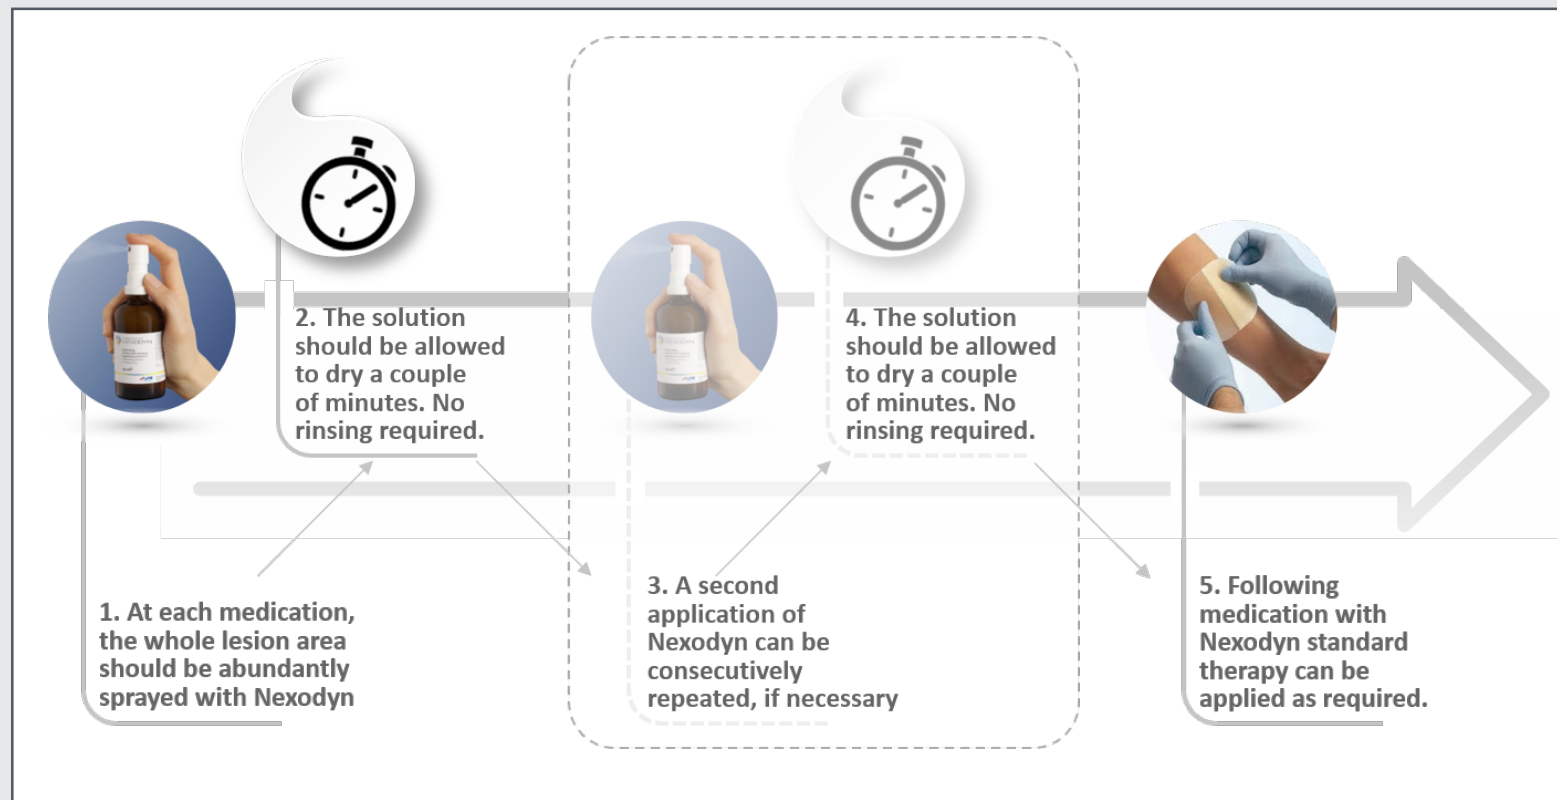 1. At each medication,
the whole lesion area
should be abundantly
sprayed with Nexodyn
2. The solution
should be allowed
to dry a couple
of minutes. No
rinsing required.
3. A second
application of
Nexodyn can be
consecutively
repeated, if necessary
4. The solution
should be allowed
to dry a couple
of minutes. No
rinsing required.
5. Following
medication with
Nexodyn standard
therapy can be
applied as required.